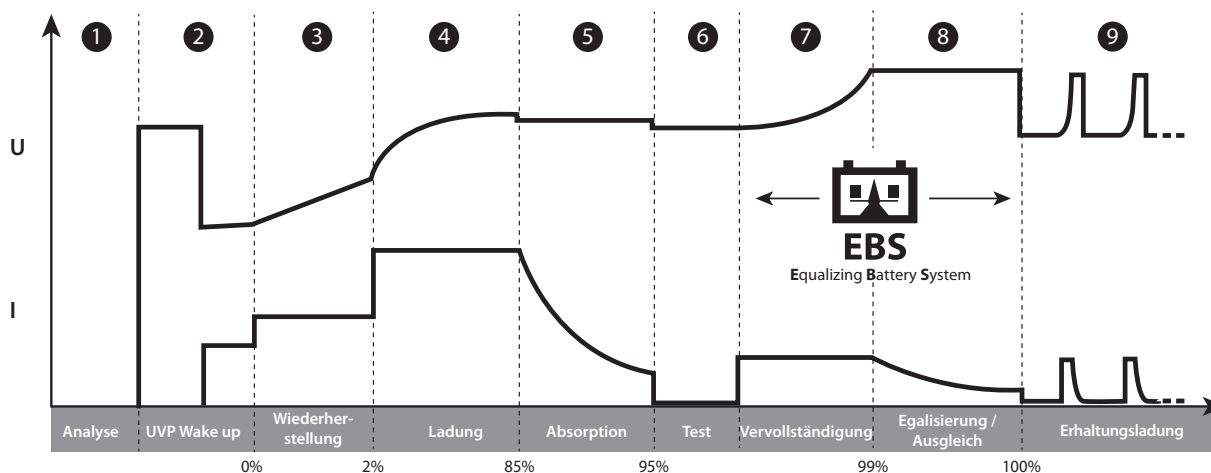 1 2 3 4 5 6 7 8 9
U
EBS
Equalizing Battery System
I
Analyse UVP Wake up Wiederher-
stellung Ladung Absorption Test Vervollständigung Egalisierung /
Ausgleich Erhaltungsladung
0% 2% 85% 95% 99% 100%